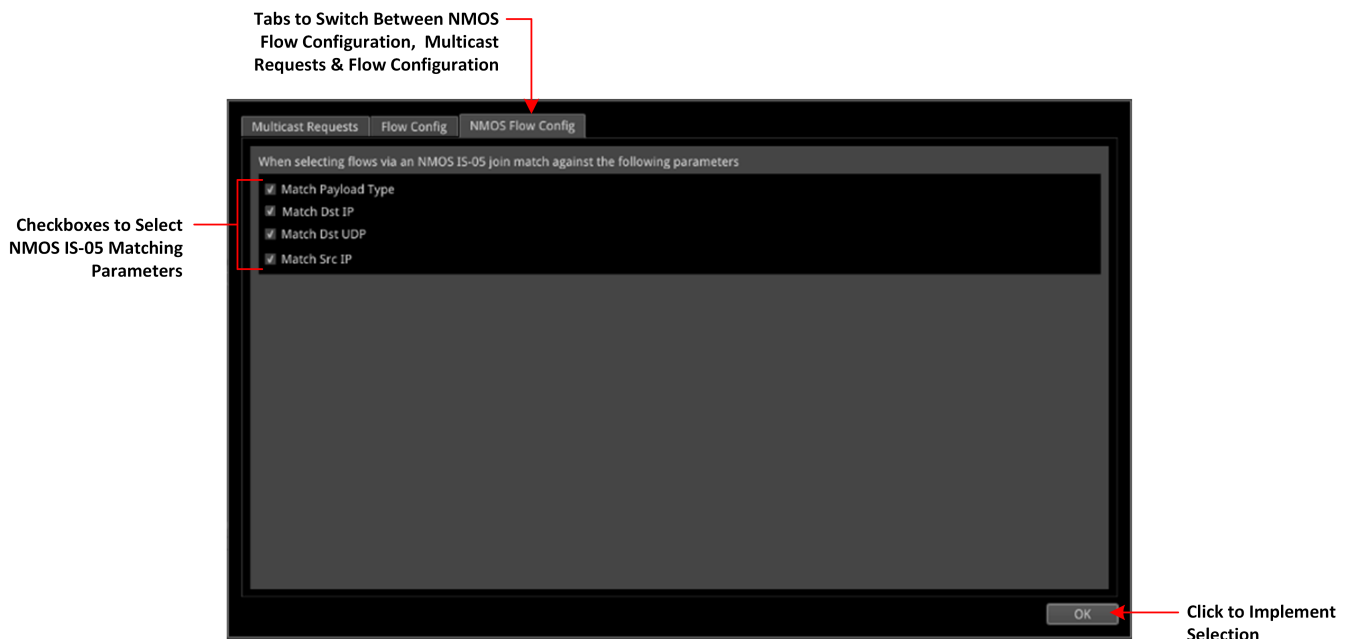 Tabs to Switch Between NMOS
Flow Configuration, Multicast
Requests & Flow Configuration
Multicast Requests
Flow Config
NMOS Flow Config
When selecting flows via an NMOS IS-05 join match against the following parameters
Match Payload Type
Match Dst IP
Match Dst UDP
Match Src IP
Checkboxes to Select
NMOS IS-05 Matching
Parameters
OK
Click to Implement
Selection